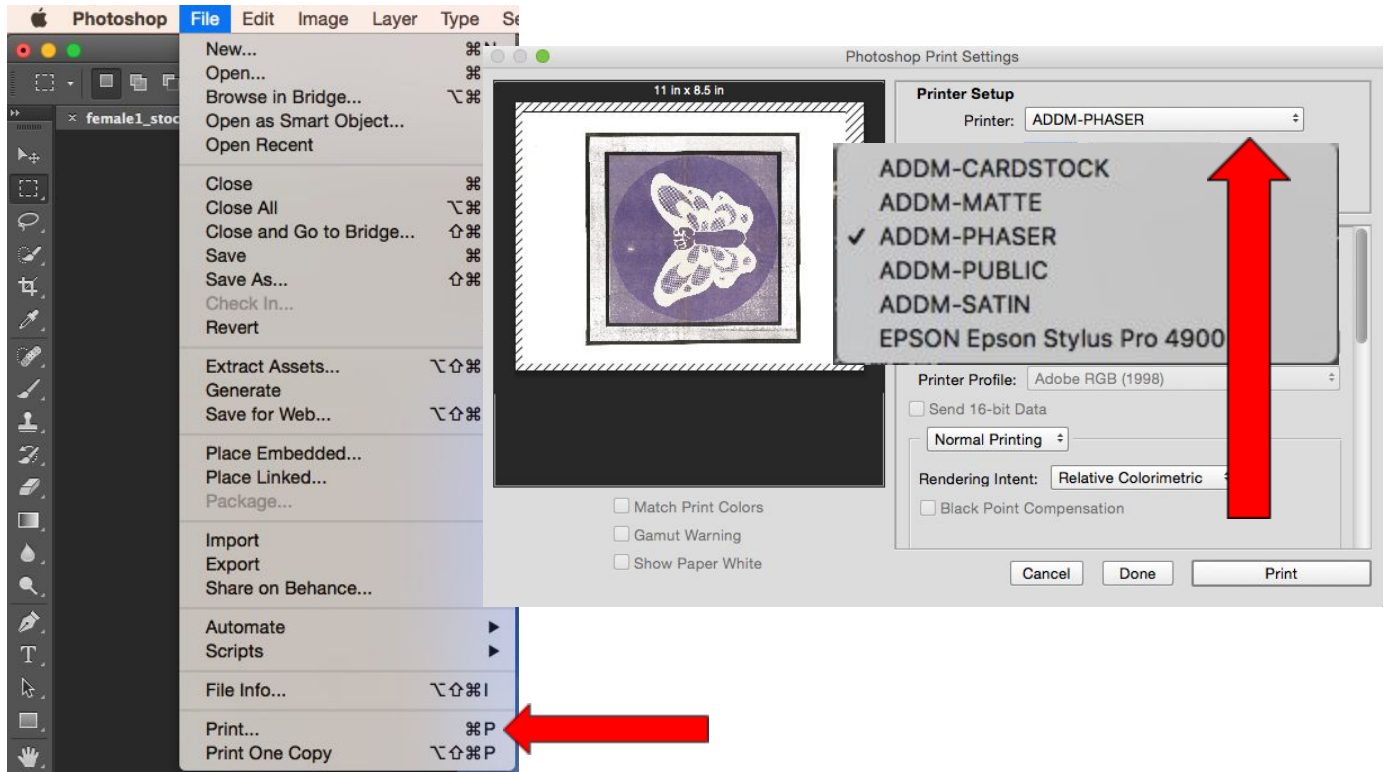 Photoshop File Edit Image Layer Type Se
× female1_stoc
New... ⌘
Open... ⌘
Browse in Bridge... ⌥⌘
Open as Smart Object...
Open Recent
Close ⌘
Close All ⌥⌘
Close and Go to Bridge... ⇧⌘
Save ⌘
Save As... ⇧⌘
Check In...
Revert
Extract Assets... ⌥⇧⌘
Generate
Save for Web... ⌥⇧⌘
Place Embedded...
Place Linked...
Package...
Import
Export
Share on Behance...
Automate
Scripts
File Info... ⌥⇧⌘I
Print... ⌘P
Print One Copy ⌥⇧⌘P
Photoshop Print Settings
11 in x 8.5 in
Match Print Colors
Gamut Warning
Show Paper White
Printer Setup
Printer: ADDM-PHASER
ADDM-CARDSTOCK
ADDM-MATTE
✓ ADDM-PHASER
ADDM-PUBLIC
ADDM-SATIN
EPSON Epson Stylus Pro 4900
Printer Profile: Adobe RGB (1998)
Send 16-bit Data
Normal Printing
Rendering Intent: Relative Colorimetric
Black Point Compensation
Cancel Done Print